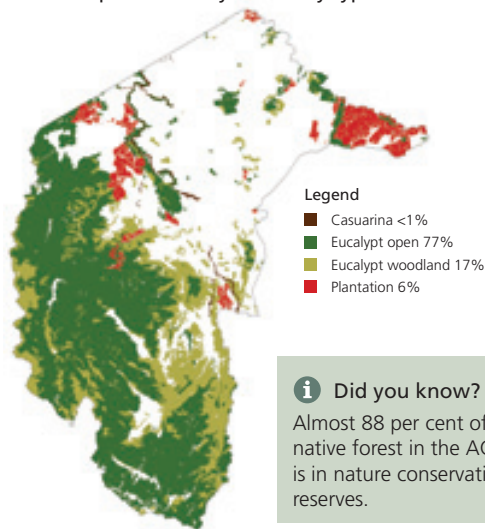 Legend
Casuarina <1%
Eucalypt open 77%
Eucalypt woodland 17%
Plantation 6%
i Did you know?
Almost 88 per cent of
native forest in the
is in nature
reserves.